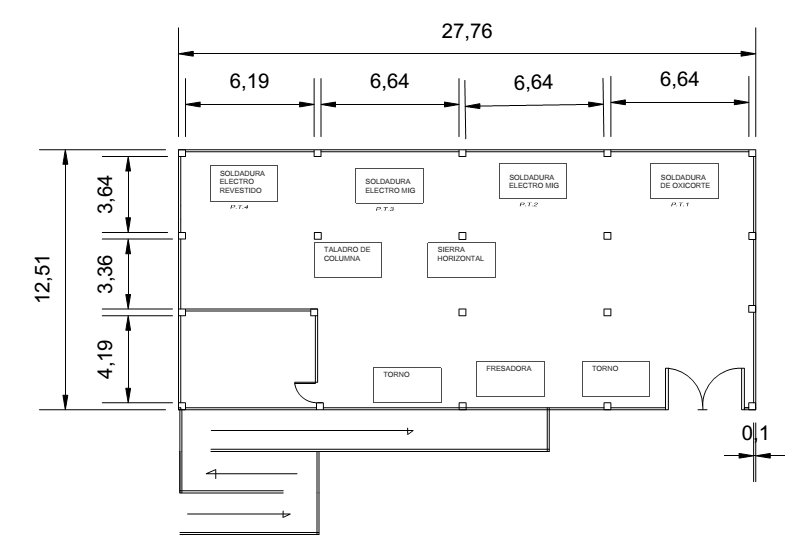 27,76
6,19
6,64
6,64
6,64
SOLDADURA
ELECTRO
REVESTIDO
P.T.4
SOLDADURA
ELECTRO MIG
P.T.3
SOLDADURA
ELECTRO MIG
P.T.2
SOLDADURA
DE OXICORTE
P.T.1
3,64
12,51
3,36
4,19
TALADRO DE
COLUMNA
SIERRA
HORIZONTAL
TORNO
FRESADORA
TORNO
0,1